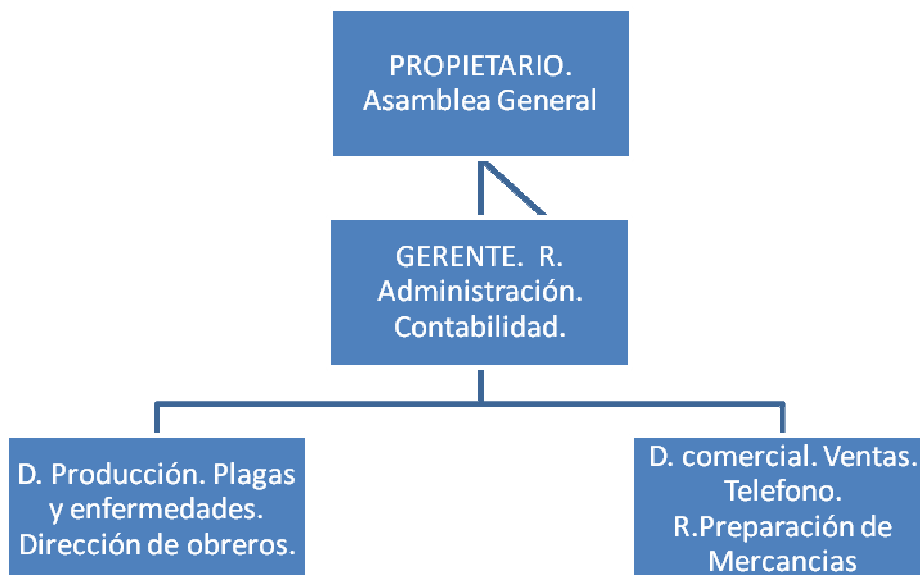 PROPIETARIO.
Asamblea General
GERENTE.  R.
Administración.
Contabilidad.
D. Producción. Plagas
y enfermedades.
Dirección de obreros.
D. comercial. Ventas.
Telefono.
R.Preparación de
Mercancias